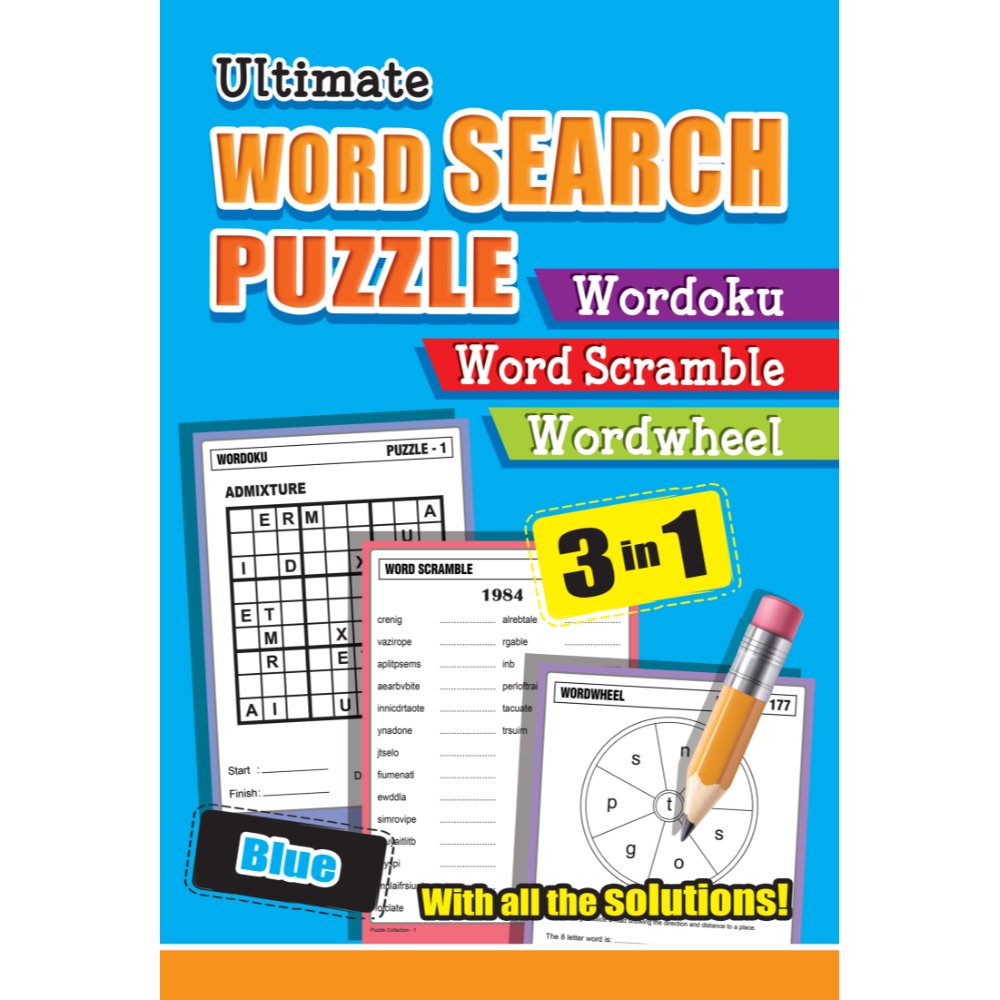 Ultimate
WORD SEARCH
PUZZLE
Wordoku
Word Scramble
Wordwheel
3 in 1
WORDOKU PUZZLE - 1
ADMIXTURE
E R M A
U
I D X
E T
M X
R E
A I U
Start :
Finish:
WORD SCRAMBLE
1984
crenig alrebtale
vazirope rgable
aplitpsems inb
aearbvbite perloftrai
innicdrtaote tacuate
ynadone trsuim
jtselo
fiumenatl
ewddla
simrovipe
Puzzle Collection - 1
WORDWHEEL 177
s n
p t s
g o
The 8 letter word is:
Blue
With all the solutions!